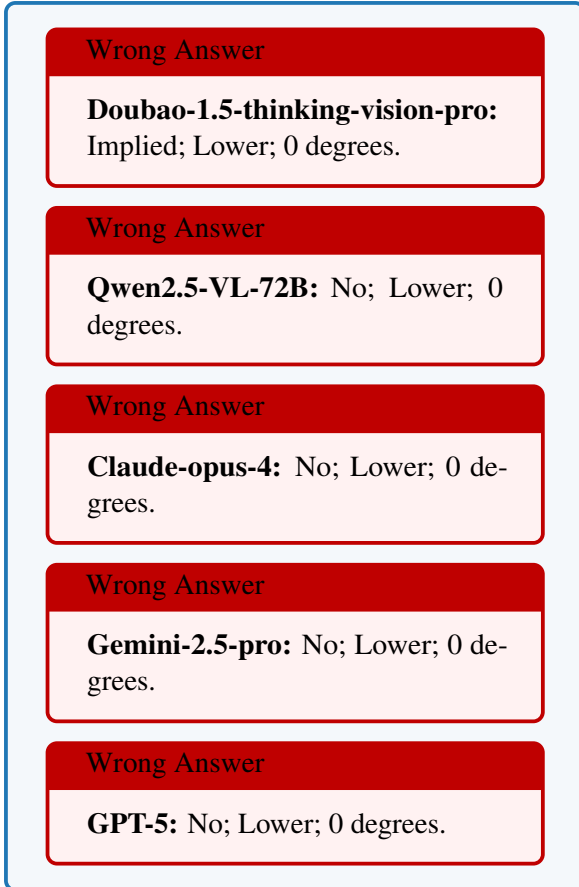 Wrong Answer
Doubao-1.5-thinking-vision-pro:
Implied; Lower; 0 degrees.
Wrong Answer
Qwen2.5-VL-72B: No; Lower; 0
degrees.
Wrong Answer
Claude-opus-4: No; Lower; 0 de-
grees.
Wrong Answer
Gemini-2.5-pro: No; Lower; 0 de-
grees.
Wrong Answer
GPT-5: No; Lower; 0 degrees.